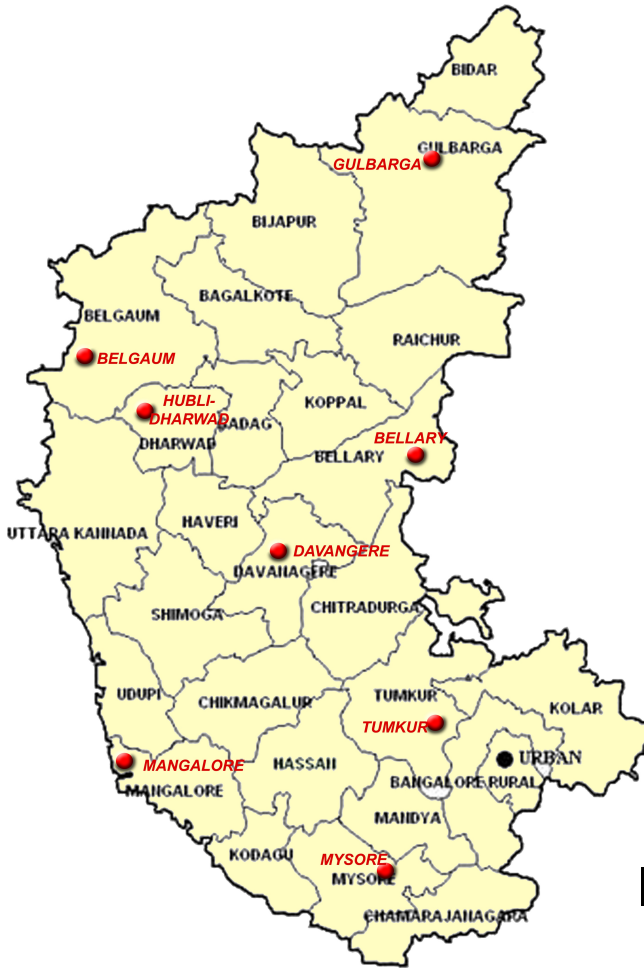 BIDAR
GULBARGA
GULBARGA
BIJAPUR
BAGALKOTE
BELGAUM
RAICHUR
BELGAUM
HUBLI-
DHARWAD
KOPPAL
GADAG
BELLARY
DHARWAD
BELLARY
HAVERI
UTTARA KANNADA
DAVANGERE
DAVANAGERE
CHITRADURGA
SHIMOGA
UDUPI
CHIKMAGALUR
TUMKUR
KOLAR
TUMKUR
URBAN
MANGALORE
HASSAN
BANGALORE RURAL
MANGALORE
MANDYA
KODAGU
MYSORE
MYSORE
CHAMARAJANAGARA